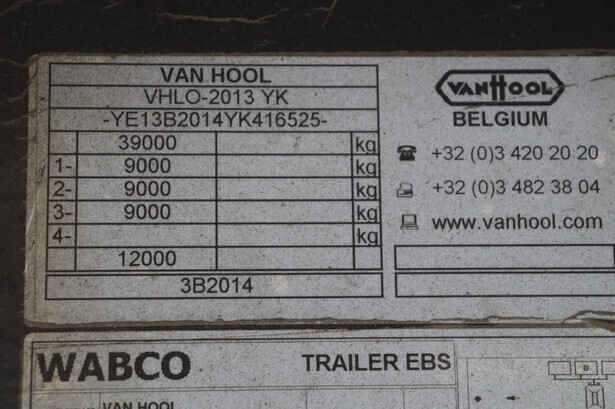 VAN HOOL
VHLO-2013 YK
-YE13B2014YK416525-
39000 kg
1- 9000 kg
2- 9000 kg
3- 9000 kg
4- kg
12000
3B2014
VANHOOL
BELGIUM
+32 (0)3 420 20 20
+32 (0)3 482 38 04
www.vanhool.com
WABCO
TRAILER EBS
VAN HOOL